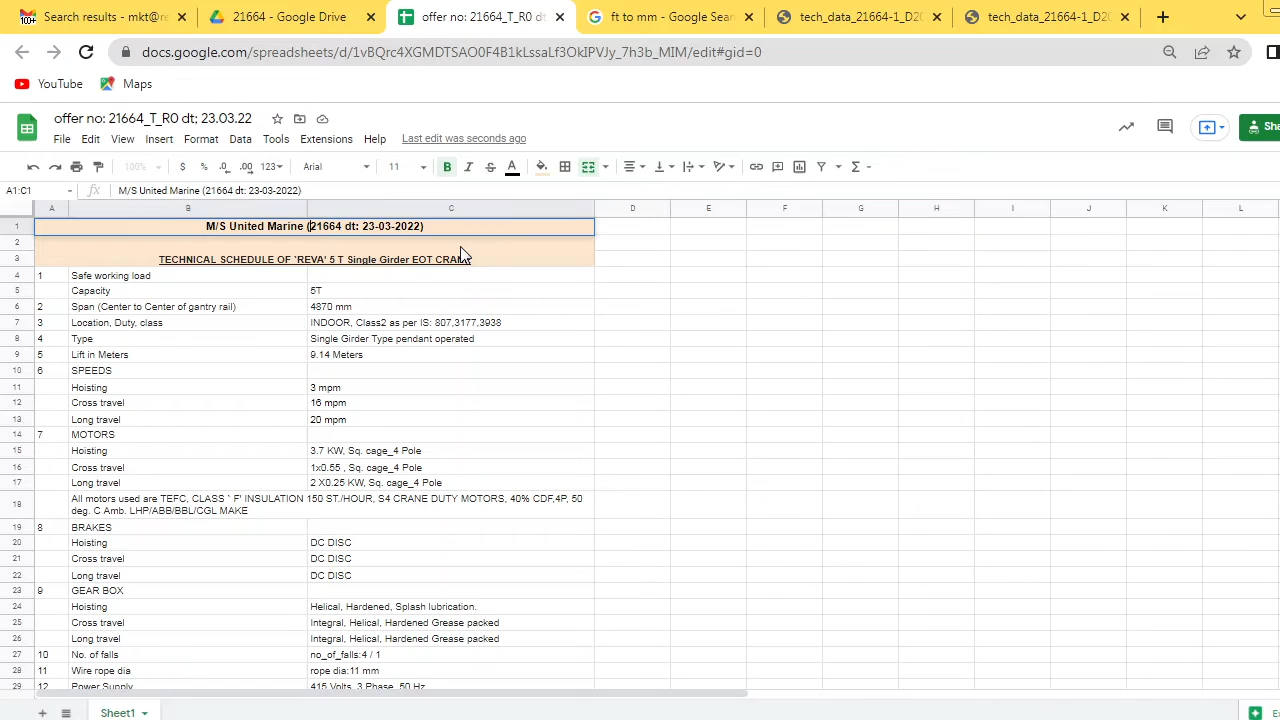 Search results - mkt@re
21664 - Google Drive
offer no: 21664_T_R0 dt
ft to mm - Google Sear
tech_data_21664-1_D20
tech_data_21664-1_D20
docs.google.com/spreadsheets/d/1vBQrc4XGMDTSAO0F4B1kLssaLf3OkIPVJy_7h3b_MIM/edit#gid=0
YouTube Maps
offer no: 21664_T_R0 dt; 23.03.22
File Edit View Insert Format Data Tools Extensions Help Last edit was seconds ago
Sha
100% $ % .0 .00 123 Arial 11 B I S A Σ
A1:C1 fx M/S United Marine (21664 dt: 23-03-2022)
A B C D E F G H I J K L
1 M/S United Marine (21664 dt: 23-03-2022)
2
3 TECHNICAL SCHEDULE OF `REVA' 5 T Single Girder EOT CRANE
4 1 Safe working load
5 Capacity 5T
6 2 Span (Center to Center of gantry rail) 4870 mm
7 3 Location, Duty, class INDOOR, Class2 as per IS: 807,3177,3938
8 4 Type Single Girder Type pendant operated
9 5 Lift in Meters 9.14 Meters
10 6 SPEEDS
11 Hoisting 3 mpm
12 Cross travel 16 mpm
13 Long travel 20 mpm
14 7 MOTORS
15 Hoisting 3.7 KW, Sq. cage_4 Pole
16 Cross travel 1x0.55 , Sq. cage_4 Pole
17 Long travel 2 X0.25 KW, Sq. cage_4 Pole
18 All motors used are TEFC, CLASS ` F' INSULATION 150 ST./HOUR, S4 CRANE DUTY MOTORS, 40% CDF,4P, 50
deg. C Amb. LHP/ABB/BBL/CGL MAKE
19 8 BRAKES
20 Hoisting DC DISC
21 Cross travel DC DISC
22 Long travel DC DISC
23 9 GEAR BOX
24 Hoisting Helical, Hardened, Splash lubrication.
25 Cross travel Integral, Helical, Hardened Grease packed
26 Long travel Integral, Helical, Hardened Grease packed
27 10 No. of falls no_of_falls:4 / 1
28 11 Wire rope dia rope dia:11 mm
29 12 Power Supply 415 Volts, 3 Phase, 50 Hz
Sheet1
Ex